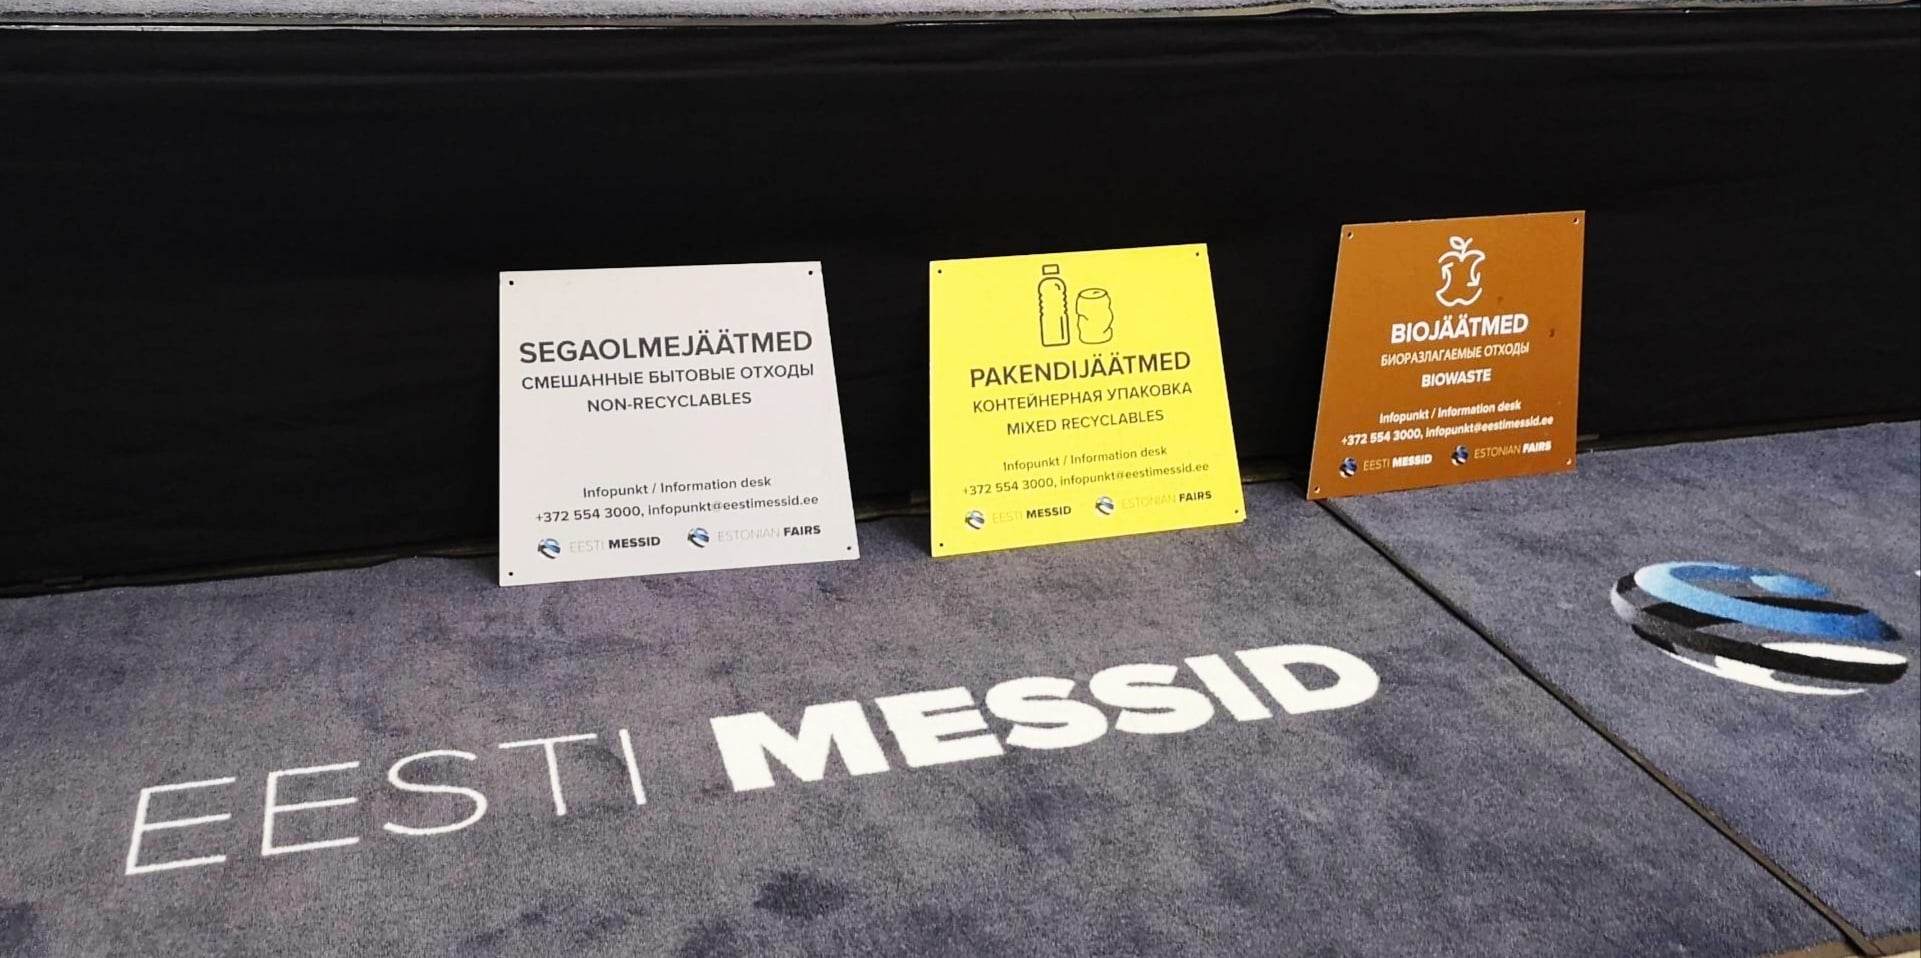 SEGAOLMEJÄÄTMED
СМЕШАННЫЕ БЫТОВЫЕ ОТХОДЫ
NON-RECYCLABLES
Infopunkt / Information desk
+372 554 3000, infopunkt@eestimessid.ee
EESTI MESSID ESTONIAN FAIRS
PAKENDIJÄÄTMED
КОНТЕЙНЕРНАЯ УПАКОВКА
MIXED RECYCLABLES
Infopunkt / Information desk
+372 554 3000, infopunkt@eestimessid.ee
EESTI MESSID ESTONIAN FAIRS
BIOJÄÄTMED
БИОРАЗЛАГАЕМЫЕ ОТХОДЫ
BIOWASTE
Infopunkt / Information desk
+372 554 3000, infopunkt@eestimessid.ee
EESTI MESSID ESTONIAN FAIRS
EESTI MESSID